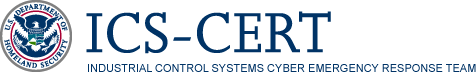 U.S. DEPARTMENT OF
HOMELAND SECURITY
ICS-CERT
INDUSTRIAL CONTROL SYSTEMS CYBER EMERGENCY RESPONSE TEAM